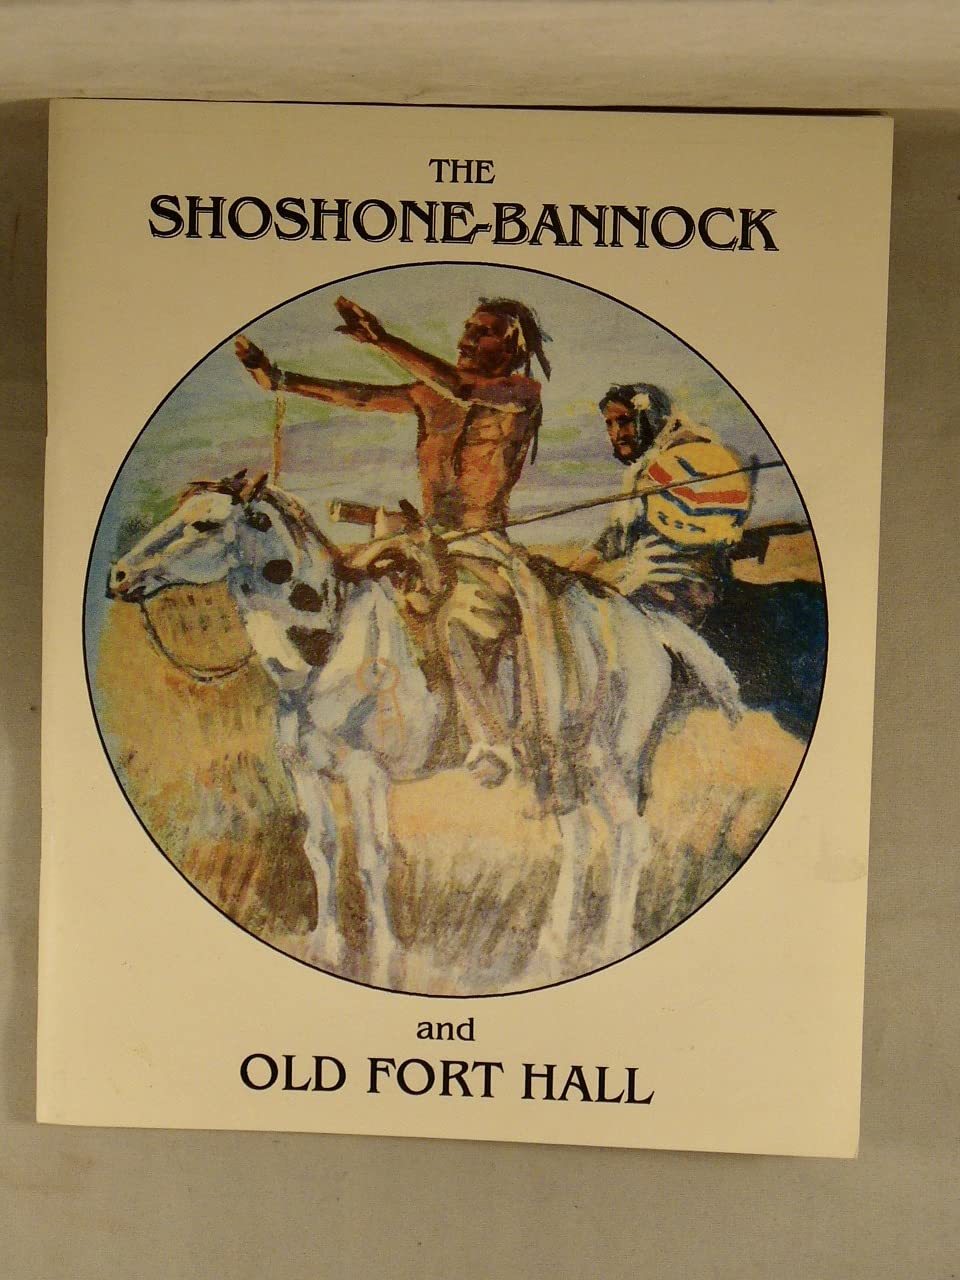 THE
SHOSHONE-BANNOCK
and
OLD FORT HALL